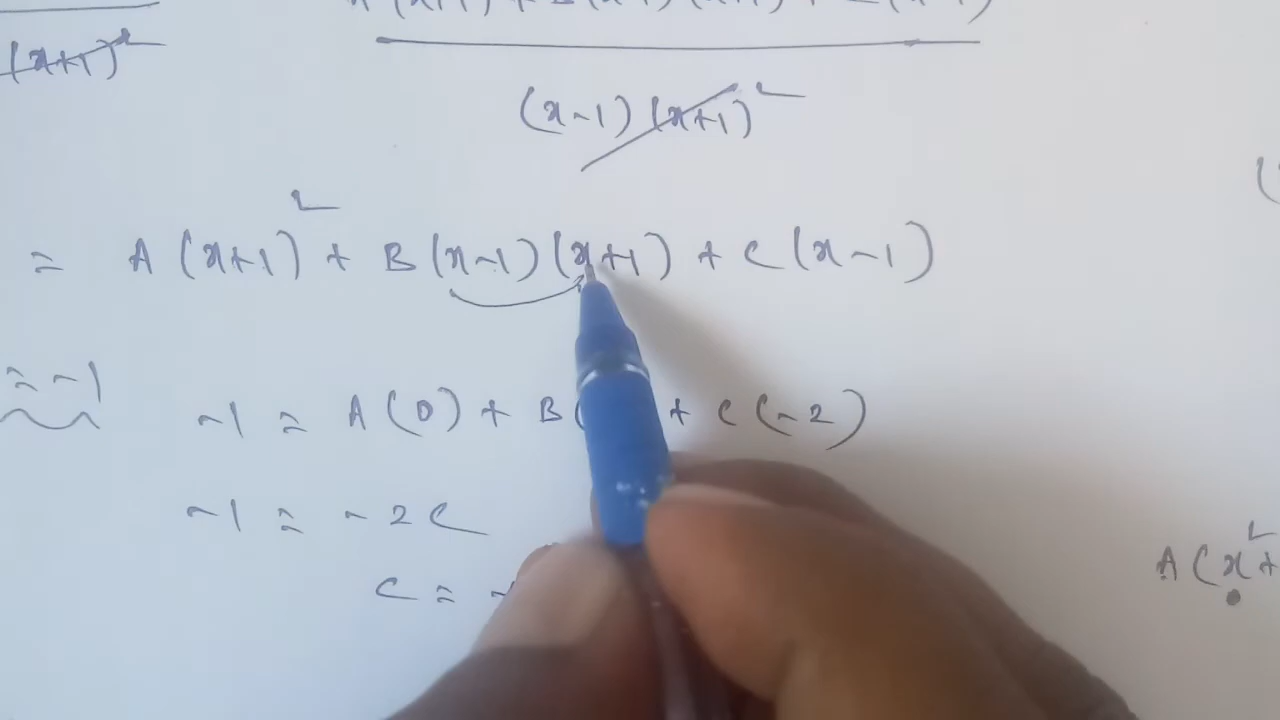 (x+1)²
(x-1)(x+1)²
= A(x+1)² + B(x-1)(x+1) + C(x-1)
= -1
-1 = A(0) + B( + C(-2)
-1 = -2C
C =
A(x²+